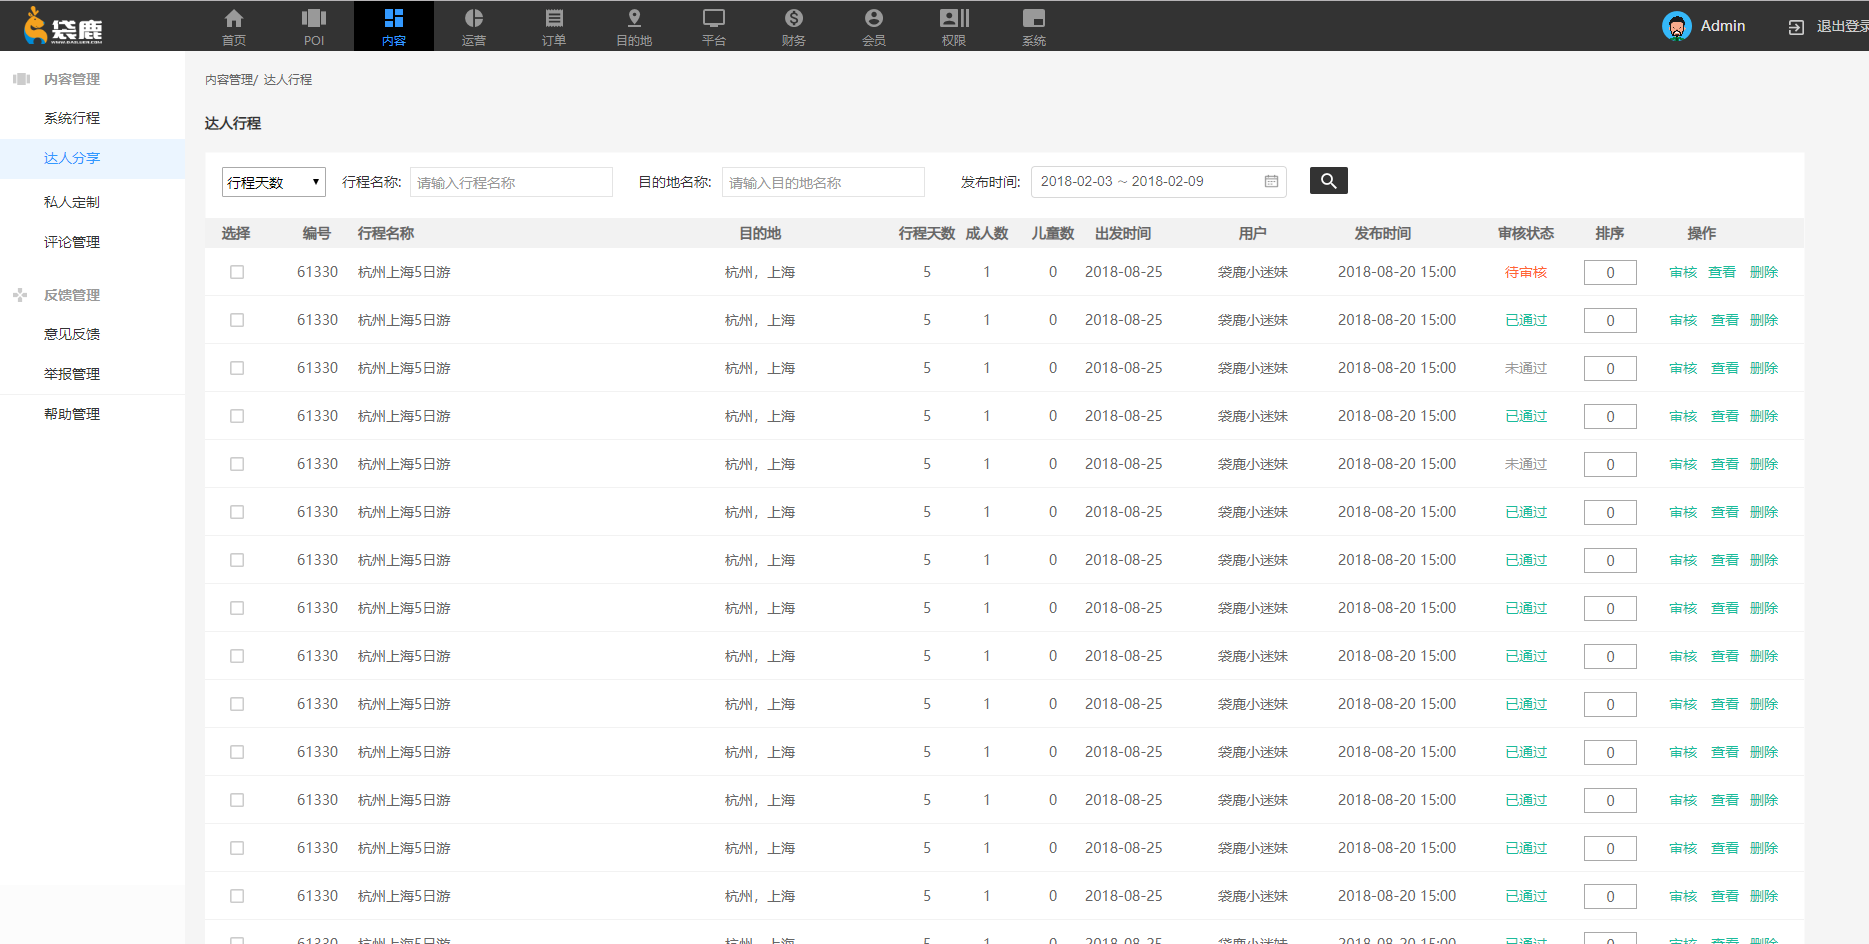 袋鹿
首页 POI 内容 运营 订单 目的地 平台 财务 会员 权限 系统 Admin 退出登录
内容管理
系统行程
达人分享
私人定制
评论管理
反馈管理
意见反馈
举报管理
帮助管理
内容管理/ 达人行程
达人行程
行程天数 行程名称: 请输入行程名称 目的地名称: 请输入目的地名称 发布时间: 2018-02-03 ~ 2018-02-09
选择 编号 行程名称 目的地 行程天数 成人数 儿童数 出发时间 用户 发布时间 审核状态 排序 操作
61330 杭州上海5日游 杭州，上海 5 1 0 2018-08-25 袋鹿小迷妹 2018-08-20 15:00 待审核 0 审核 查看 删除
61330 杭州上海5日游 杭州，上海 5 1 0 2018-08-25 袋鹿小迷妹 2018-08-20 15:00 已通过 0 审核 查看 删除
61330 杭州上海5日游 杭州，上海 5 1 0 2018-08-25 袋鹿小迷妹 2018-08-20 15:00 未通过 0 审核 查看 删除
61330 杭州上海5日游 杭州，上海 5 1 0 2018-08-25 袋鹿小迷妹 2018-08-20 15:00 已通过 0 审核 查看 删除
61330 杭州上海5日游 杭州，上海 5 1 0 2018-08-25 袋鹿小迷妹 2018-08-20 15:00 未通过 0 审核 查看 删除
61330 杭州上海5日游 杭州，上海 5 1 0 2018-08-25 袋鹿小迷妹 2018-08-20 15:00 已通过 0 审核 查看 删除
61330 杭州上海5日游 杭州，上海 5 1 0 2018-08-25 袋鹿小迷妹 2018-08-20 15:00 已通过 0 审核 查看 删除
61330 杭州上海5日游 杭州，上海 5 1 0 2018-08-25 袋鹿小迷妹 2018-08-20 15:00 已通过 0 审核 查看 删除
61330 杭州上海5日游 杭州，上海 5 1 0 2018-08-25 袋鹿小迷妹 2018-08-20 15:00 已通过 0 审核 查看 删除
61330 杭州上海5日游 杭州，上海 5 1 0 2018-08-25 袋鹿小迷妹 2018-08-20 15:00 已通过 0 审核 查看 删除
61330 杭州上海5日游 杭州，上海 5 1 0 2018-08-25 袋鹿小迷妹 2018-08-20 15:00 已通过 0 审核 查看 删除
61330 杭州上海5日游 杭州，上海 5 1 0 2018-08-25 袋鹿小迷妹 2018-08-20 15:00 已通过 0 审核 查看 删除
61330 杭州上海5日游 杭州，上海 5 1 0 2018-08-25 袋鹿小迷妹 2018-08-20 15:00 已通过 0 审核 查看 删除
61330 杭州上海5日游 杭州，上海 5 1 0 2018-08-25 袋鹿小迷妹 2018-08-20 15:00 已通过 0 审核 查看 删除
61330 杭州上海5日游 杭州，上海 5 1 0 2018-08-25 袋鹿小迷妹 2018-08-20 15:00 已通过 0 审核 查看 删除